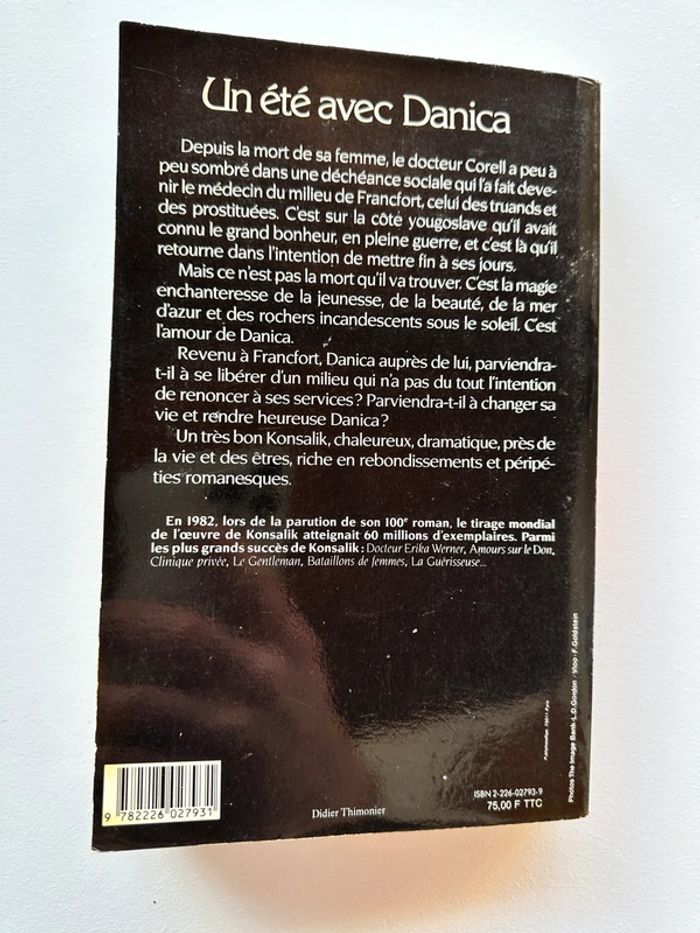 Un été avec Danica
Depuis la mort de sa femme, le docteur Corell a peu à
peu sombré dans une déchéance sociale qui l'a fait deve-
nir le médecin du milieu de Francfort, celui des truands et
des prostituées. C'est sur la côte yougoslave qu'il avait
connu le grand bonheur, en pleine guerre, et c'est là qu'il
retourne dans l'intention de mettre fin à ses jours.
Mais ce n'est pas la mort qu'il va trouver. C'est la magie
enchanteresse de la jeunesse, de la beauté, de la mer
d'azur et des rochers incandescents sous le soleil. C'est
l'amour de Danica.
Revenu à Francfort, Danica auprès de lui, parviendra-
t-il à se libérer d'un milieu qui n'a pas du tout l'intention
de renoncer à ses services ? Parviendra-t-il à changer sa
vie et rendre heureuse Danica ?
Un très bon Konsalik, chaleureux, dramatique, près de
la vie et des êtres, riche en rebondissements et péripé-
ties romanesques.
En 1982, lors de la parution de son 100e roman, le tirage mondial
de l'œuvre de Konsalik atteignait 60 millions d'exemplaires. Parmi
les plus grands succès de Konsalik : Docteur Erika Werner, Amours sur le Don,
Clinique privée, Le Gentleman, Bataillons de femmes, La Guérisseuse...
Photos The Image Bank-L.D. Gordon / Vloo-F. Goldstein
ISBN 2-226-02793-9
75,00 F TTC
9 782226 027931
Didier Thimonier